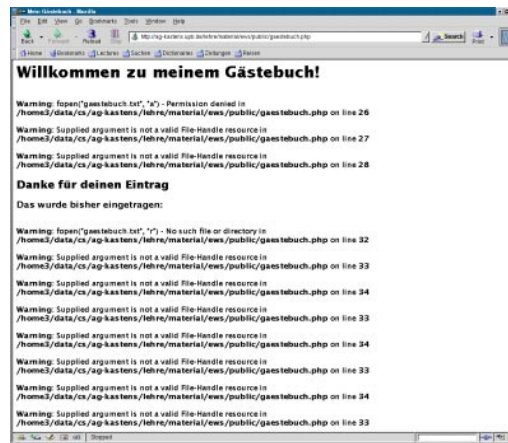 Mein Gästebuch - Mozilla
File Edit View Go Bookmarks Tools Window Help
Back Forward Reload Stop http://ag-kastens.upb.de/lehre/material/ews/public/gaestebuch.php Search Print
Home Bookmarks Lectures Suchen Dictionaries Zeitungen Reisen
Willkommen zu meinem Gästebuch!
Warning: fopen("gaestebuch.txt", "a") - Permission denied in
/home3/data/cs/ag-kastens/lehre/material/ews/public/gaestebuch.php on line 26
Warning: Supplied argument is not a valid File-Handle resource in
/home3/data/cs/ag-kastens/lehre/material/ews/public/gaestebuch.php on line 27
Warning: Supplied argument is not a valid File-Handle resource in
/home3/data/cs/ag-kastens/lehre/material/ews/public/gaestebuch.php on line 28
Danke für deinen Eintrag
Das wurde bisher eingetragen:
Warning: fopen("gaestebuch.txt", "r") - No such file or directory in
/home3/data/cs/ag-kastens/lehre/material/ews/public/gaestebuch.php on line 32
Warning: Supplied argument is not a valid File-Handle resource in
/home3/data/cs/ag-kastens/lehre/material/ews/public/gaestebuch.php on line 33
Warning: Supplied argument is not a valid File-Handle resource in
/home3/data/cs/ag-kastens/lehre/material/ews/public/gaestebuch.php on line 34
Warning: Supplied argument is not a valid File-Handle resource in
/home3/data/cs/ag-kastens/lehre/material/ews/public/gaestebuch.php on line 33
Warning: Supplied argument is not a valid File-Handle resource in
/home3/data/cs/ag-kastens/lehre/material/ews/public/gaestebuch.php on line 34
Warning: Supplied argument is not a valid File-Handle resource in
/home3/data/cs/ag-kastens/lehre/material/ews/public/gaestebuch.php on line 33
Warning: Supplied argument is not a valid File-Handle resource in
/home3/data/cs/ag-kastens/lehre/material/ews/public/gaestebuch.php on line 34
Warning: Supplied argument is not a valid File-Handle resource in
/home3/data/cs/ag-kastens/lehre/material/ews/public/gaestebuch.php on line 33
Stopped